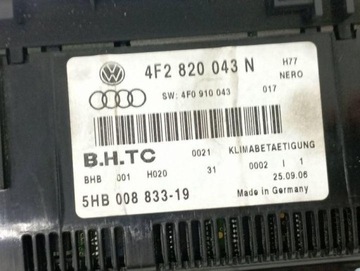 4F2 820 043 N H77
NERO
SW: 4F0 910 043 017
B.H.TC 0021 KLIMABETAETIGUNG
BHB 001 H020 31 0002 I 1
25.09.06
5HB 008 833-19 Made in Germany